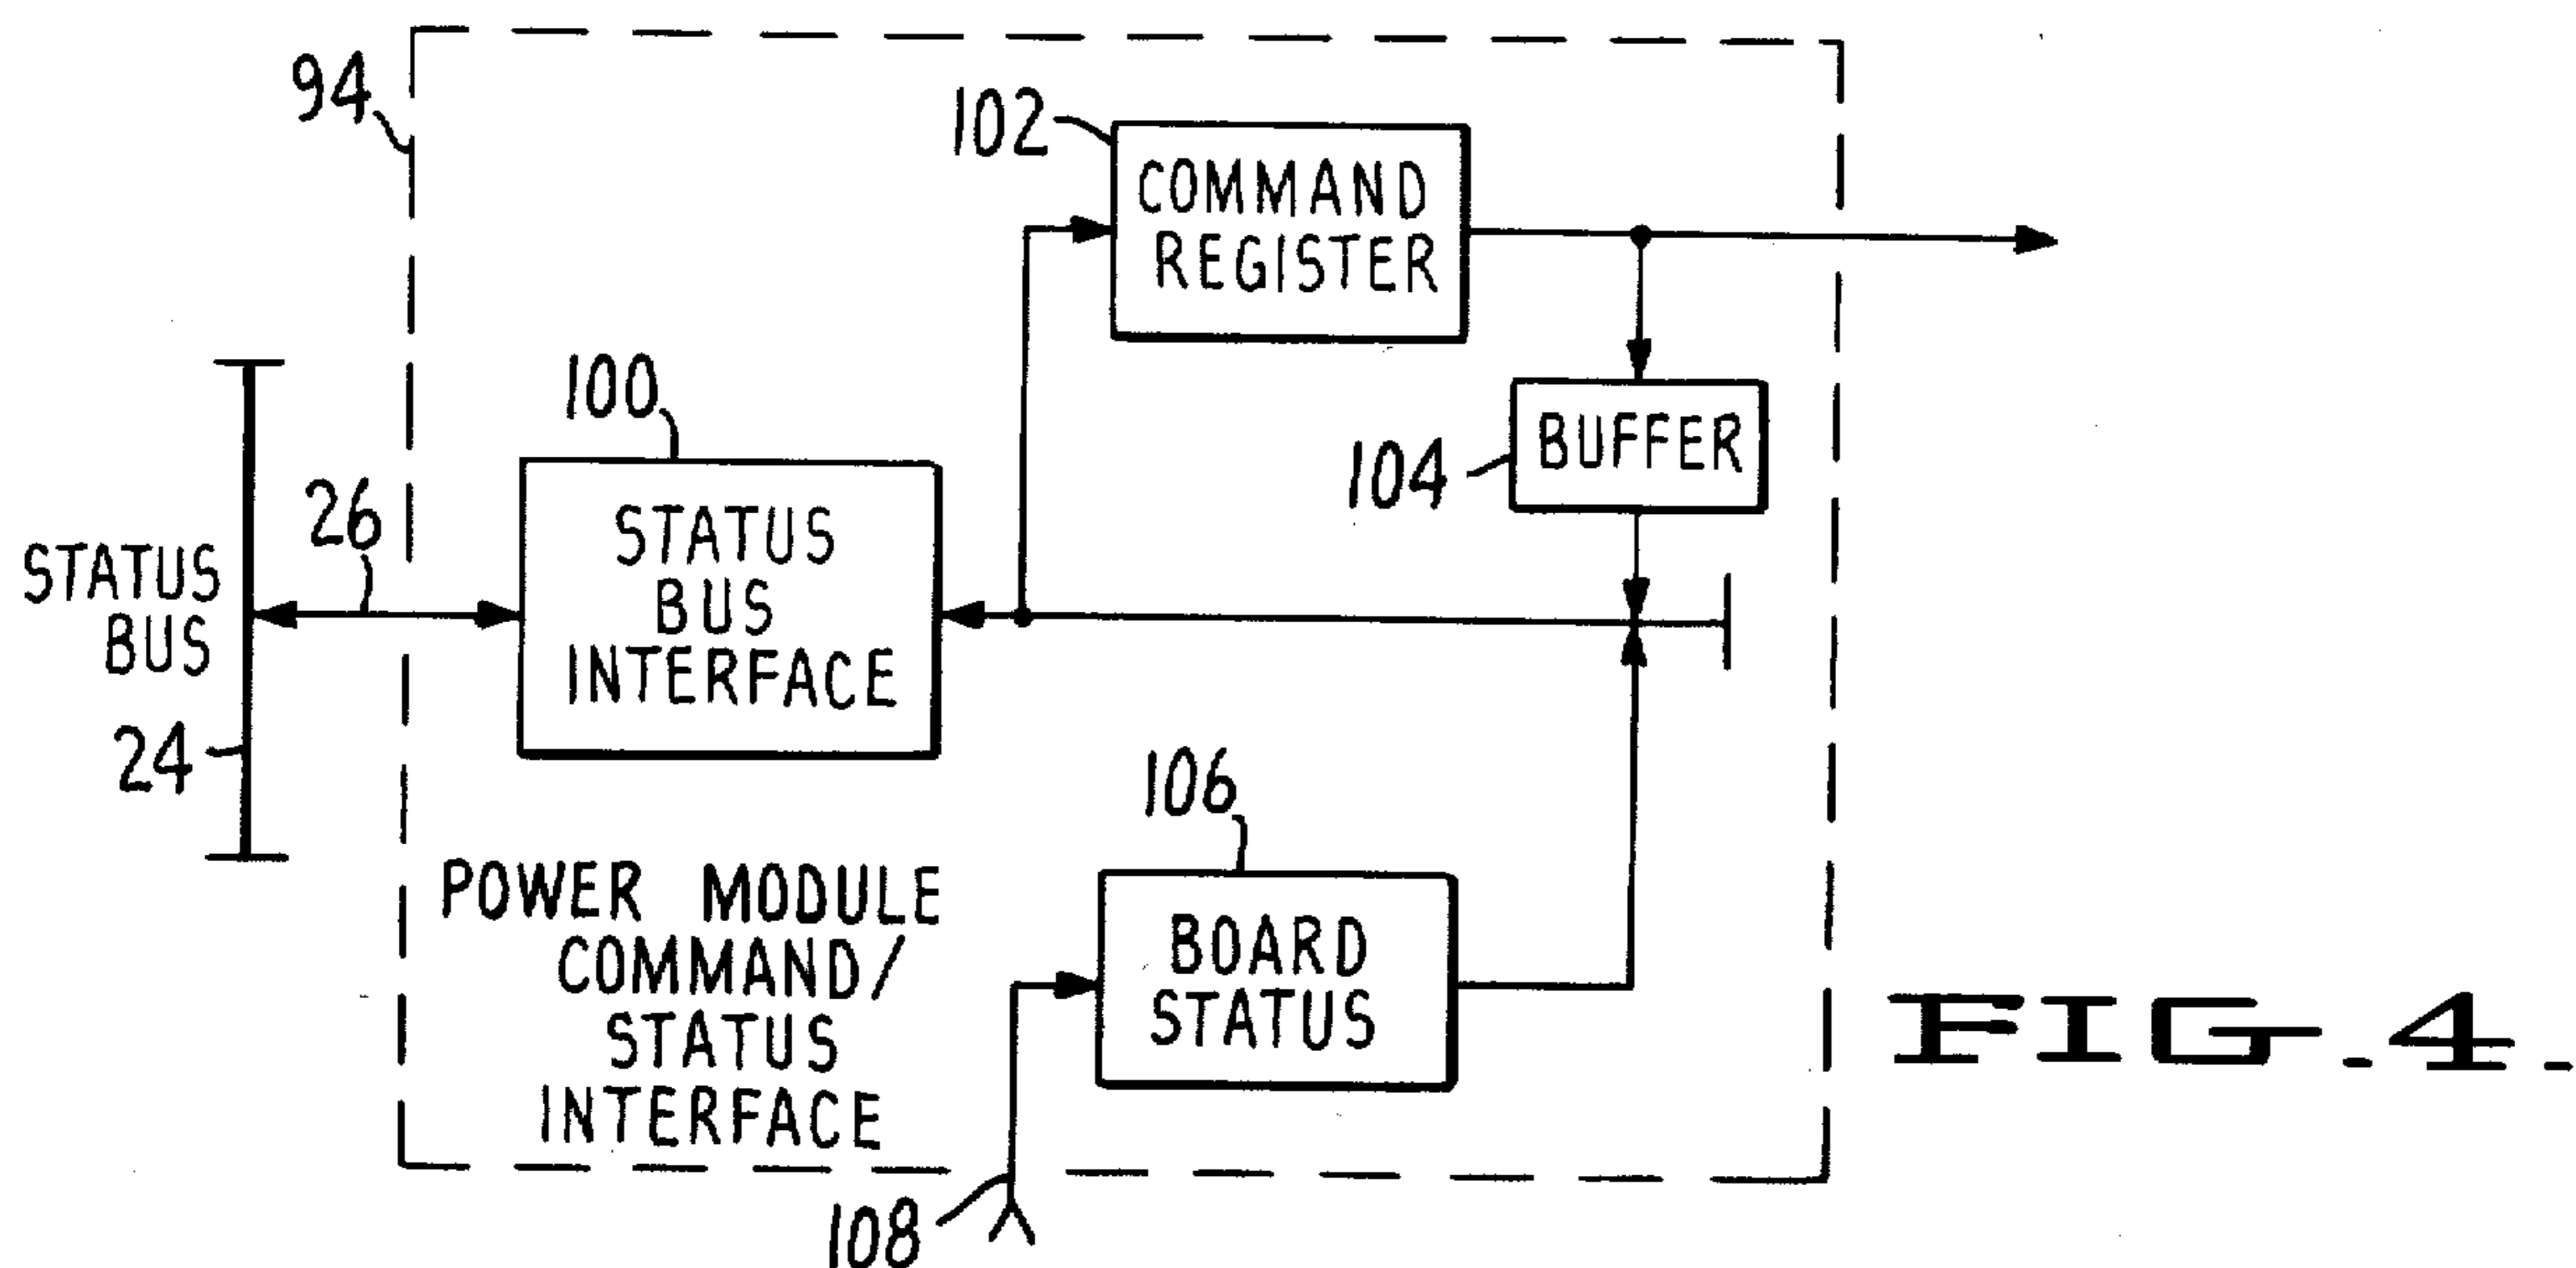 94
102
COMMAND
REGISTER
100
104
BUFFER
26
STATUS
BUS
STATUS
BUS
INTERFACE
24
106
POWER MODULE
COMMAND/
STATUS
INTERFACE
BOARD
STATUS
108
FIG.4.